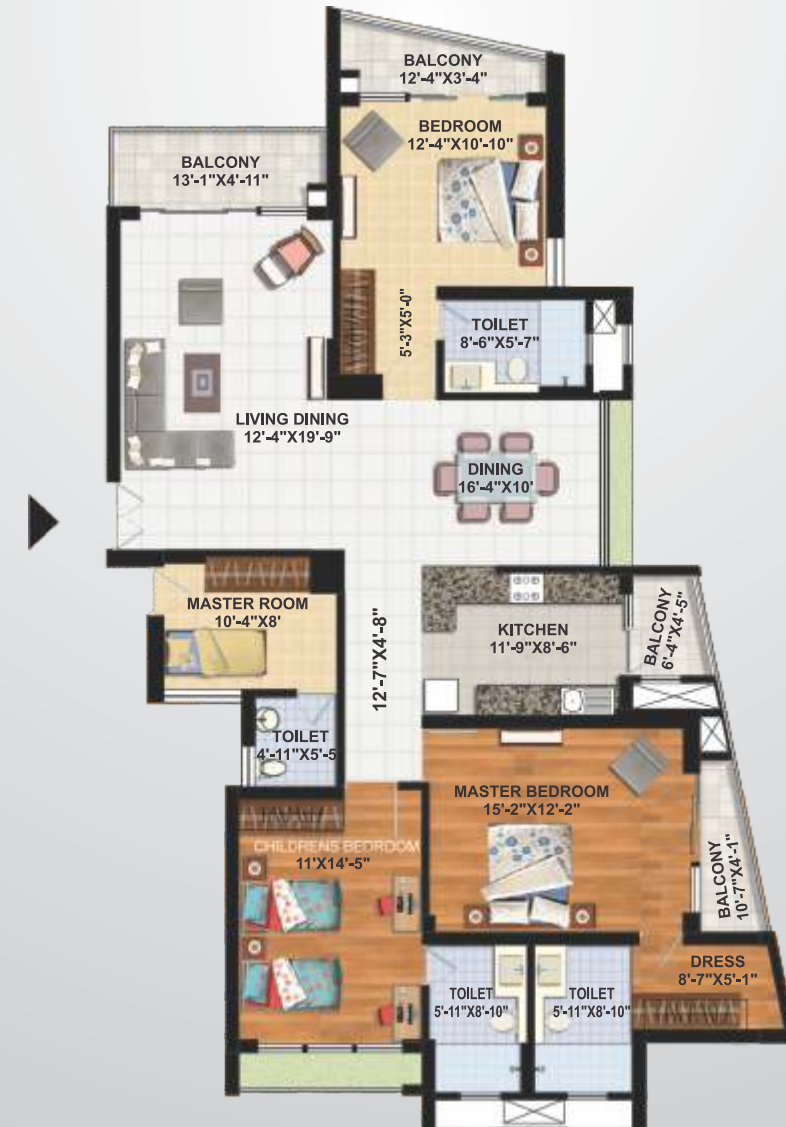 BALCONY
12'-4"X3'-4"
BEDROOM
12'-4"X10'-10"
BALCONY
13'-1"X4'-11"
5'-3"X5'-0"
TOILET
8'-6"X5'-7"
LIVING DINING
12'-4"X19'-9"
DINING
16'-4"X10'
MASTER ROOM
10'-4"X8'
12'-7"X4'-8"
KITCHEN
11'-9"X8'-6"
BALCONY
6'-4"X4'-5"
TOILET
4'-11"X5'-5
MASTER BEDROOM
15'-2"X12'-2"
CHILDRENS BEDROOM
11'X14'-5"
BALCONY
10'-7"X4'-1"
DRESS
8'-7"X5'-1"
TOILET
5'-11"X8'-10"
TOILET
5'-11"X8'-10"